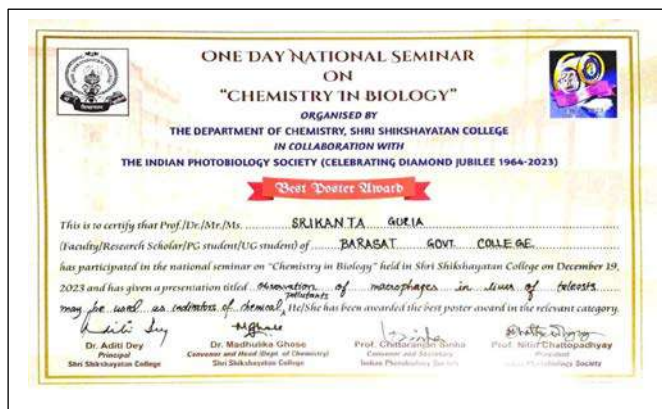 ONE DAY NATIONAL SEMINAR
ON
"CHEMISTRY IN BIOLOGY"
ORGANISED BY
THE DEPARTMENT OF CHEMISTRY, SHRI SHIKSHAYATAN COLLEGE
IN COLLABORATION WITH
THE INDIAN PHOTOBIOLOGY SOCIETY (CELEBRATING DIAMOND JUBILEE 1964-2023)
Best Poster Award
This is to certify that Prof./Dr./Mr./Ms. SRIKANTA GURIA
(Faculty/Research Scholar/PG student/UG student) of BARASAT GOVT. COLLEGE
has participated in the national seminar on "Chemistry in Biology" held in Shri Shikshayatan College on December 19,
2023 and has given a presentation titled Observation of macrophages in liver of teleosts
may be used as indicators of chemical pollutants He/She has been awarded the best poster award in the relevant category.
Aditi Dey
Dr. Aditi Dey Dr. Madhulika Ghose Prof. Chittaranjan Sinha Prof. Nitin Chattopadhyay
Principal Convenor and Head (Dept. of Chemistry) Convenor and Secretary President
Shri Shikshayatan College Shri Shikshayatan College Indian Photobiology Society Indian Photobiology Society